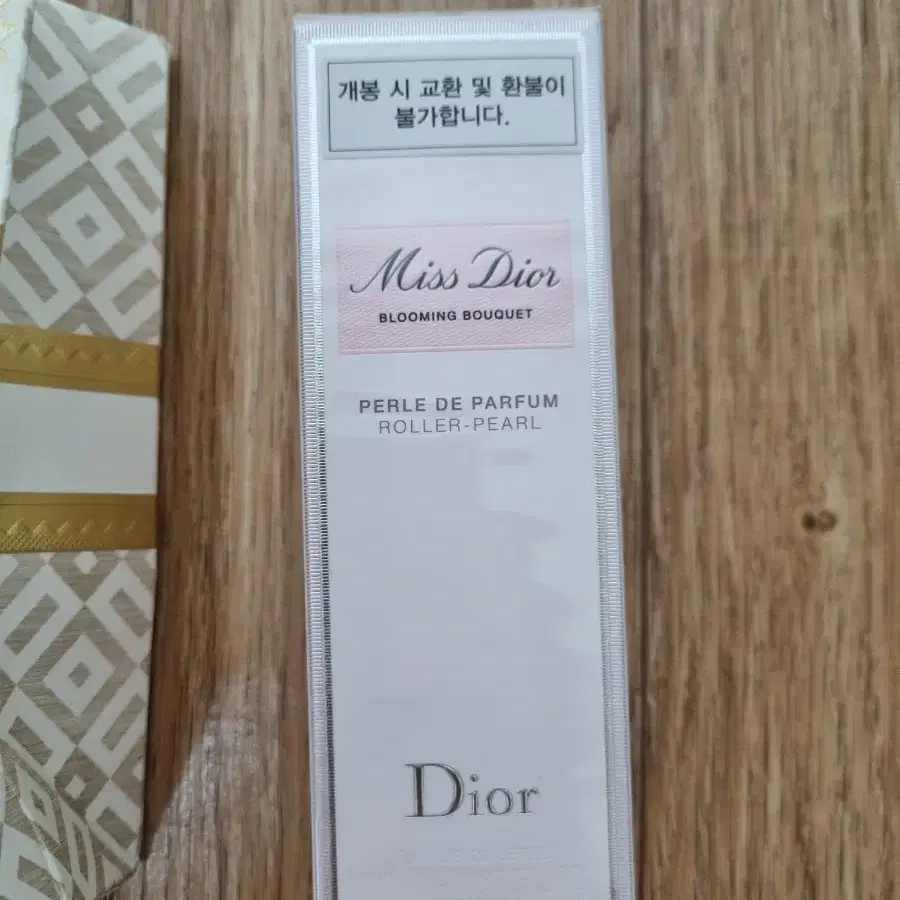 개봉 시 교환 및 환불이
불가합니다.
Miss Dior
BLOOMING BOUQUET
PERLE DE PARFUM
ROLLER-PEARL
Dior